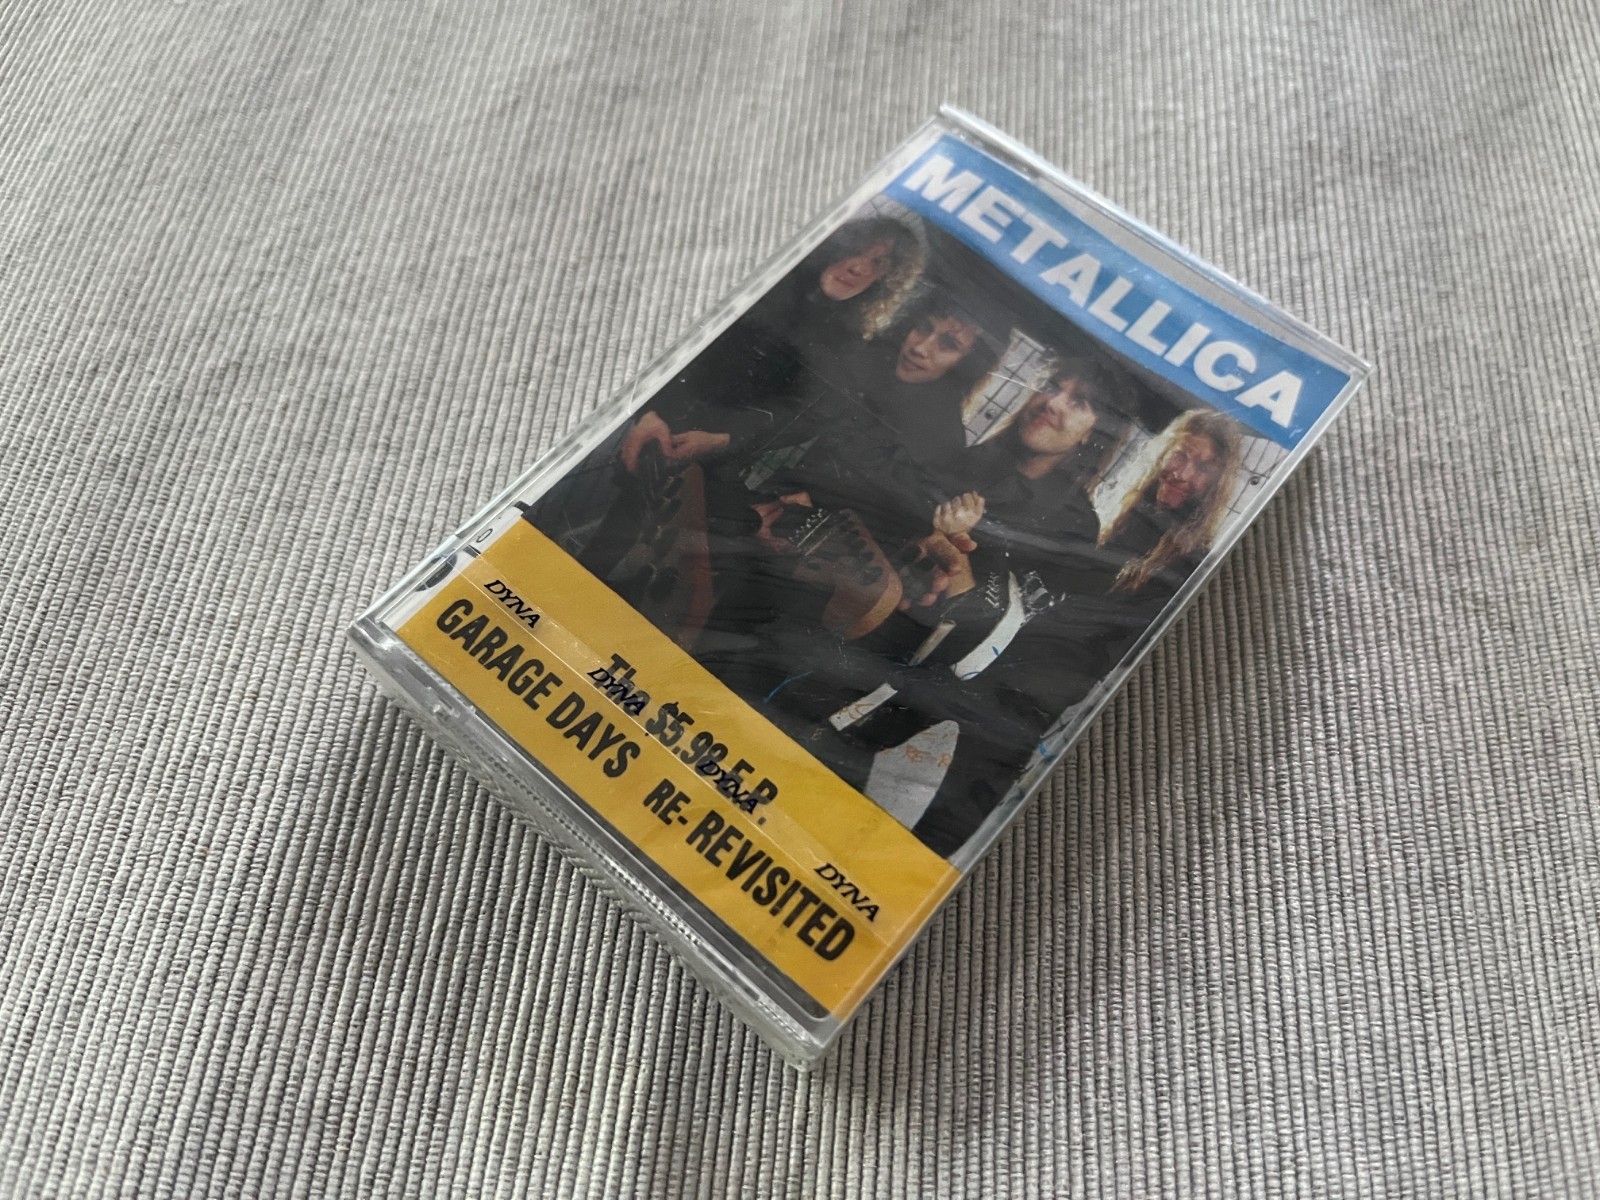 METALLICA
The $5.98 E.P.
GARAGE DAYS RE-REVISITED
DYNA
DYNA
DYNA
DYNA